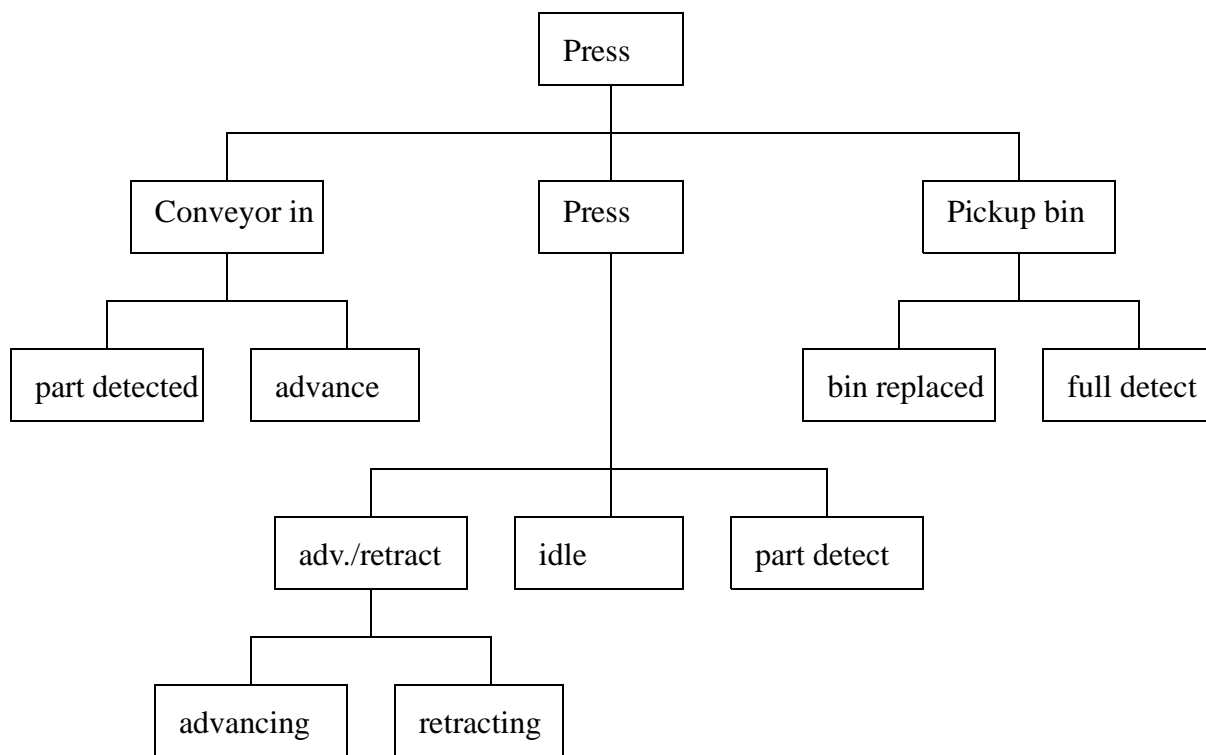 Press
Conveyor in
Press
Pickup bin
part detected
advance
bin replaced
full detect
adv./retract
idle
part detect
advancing
retracting